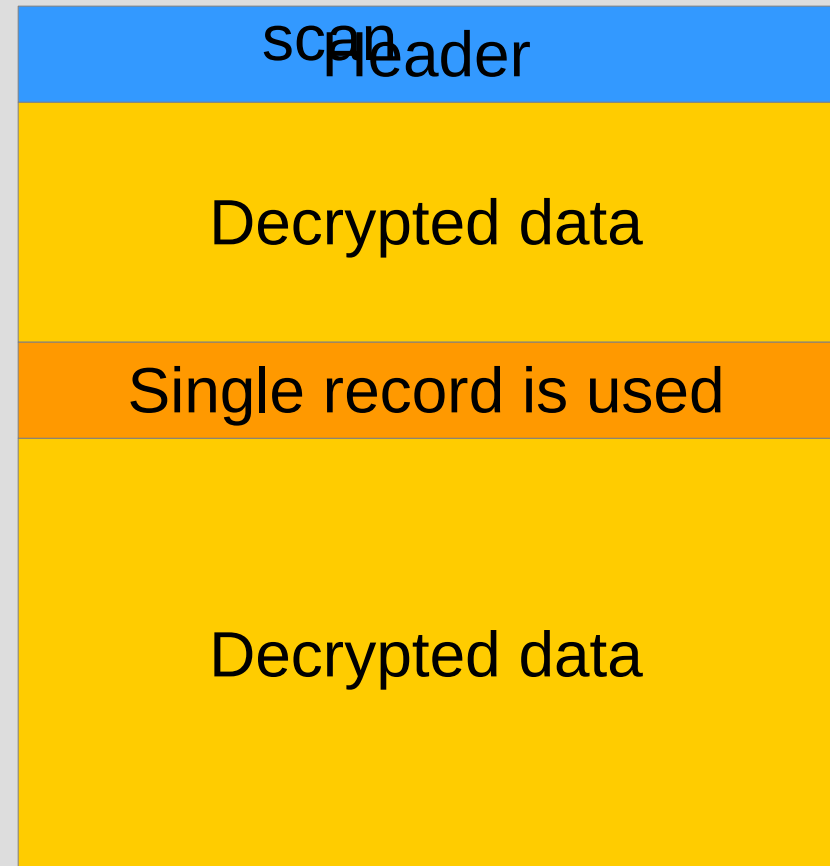 scan
Header
Decrypted data
Single record is used
Decrypted data